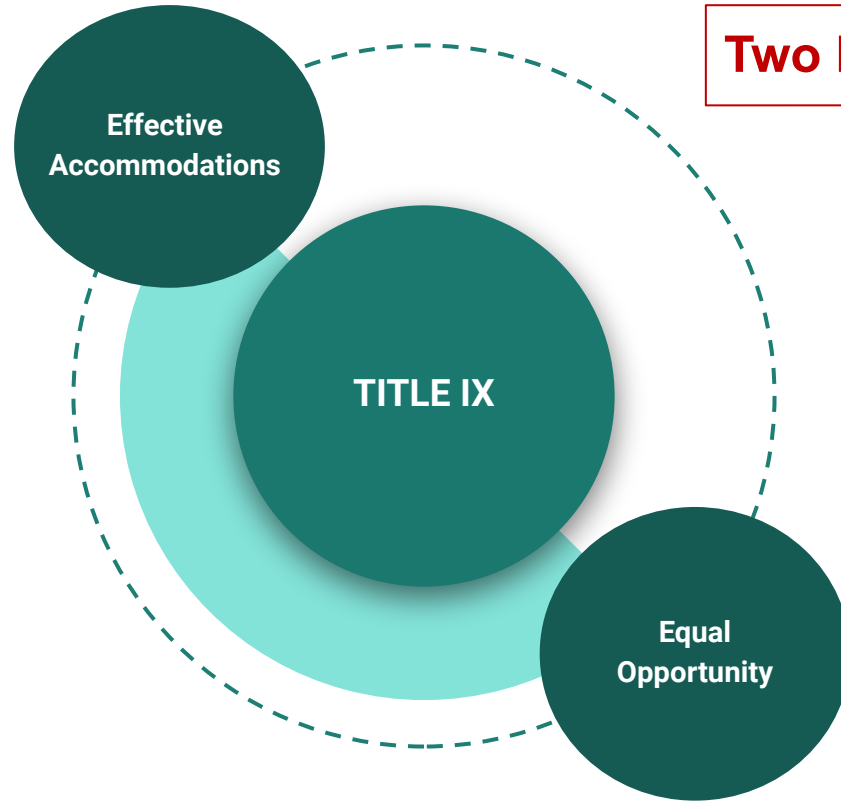 Two
Effective
Accommodations
TITLE IX
Equal
Opportunity